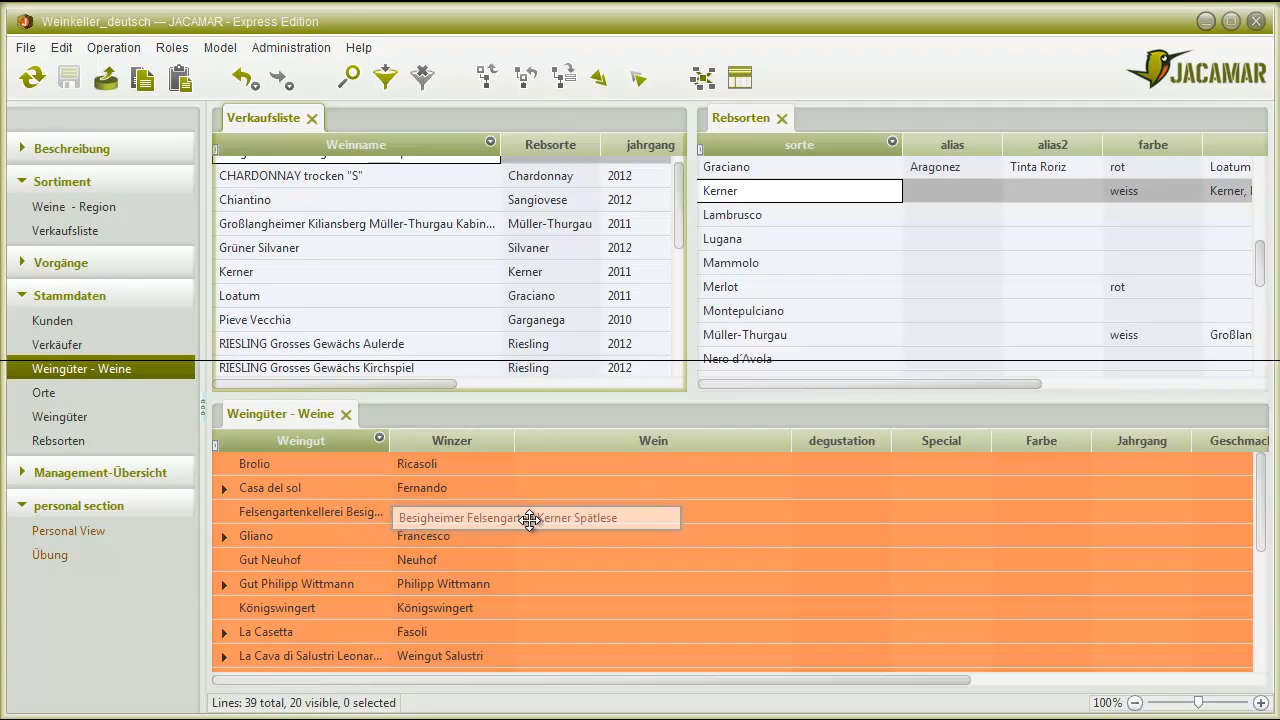 Weinkeller_deutsch --- JACAMAR - Express Edition
File Edit Operation Roles Model Administration Help
JACAMAR
Beschreibung
Sortiment
Weine - Region
Verkaufsliste
Vorgänge
Stammdaten
Kunden
Verkäufer
Weingüter - Weine
Orte
Weingüter
Rebsorten
Management-Übersicht
personal section
Personal View
Übung
Verkaufsliste
Weinname Rebsorte jahrgang
CHARDONNAY trocken "S" Chardonnay 2012
Chiantino Sangiovese 2012
Großlangheimer Kiliansberg Müller-Thurgau Kabin... Müller-Thurgau 2011
Grüner Silvaner Silvaner 2012
Kerner Kerner 2011
Loatum Graciano 2011
Pieve Vecchia Garganega 2010
RIESLING Grosses Gewächs Aulerde Riesling 2012
RIESLING Grosses Gewächs Kirchspiel Riesling 2012
Rebsorten
sorte alias alias2 farbe
Graciano Aragonez Tinta Roriz rot Loatum
Kerner weiss Kerner,
Lambrusco
Lugana
Mammolo
Merlot rot
Montepulciano
Müller-Thurgau weiss Großlan
Nero d´Avola
Weingüter - Weine
Weingut Winzer Wein degustation Special Farbe Jahrgang Geschmack
Brolio Ricasoli
Casa del sol Fernando
Felsengartenkellerei Besig...
Besigheimer Felsengarten Kerner Spätlese
Gliano Francesco
Gut Neuhof Neuhof
Gut Philipp Wittmann Philipp Wittmann
Königswingert Königswingert
La Casetta Fasoli
La Cava di Salustri Leonar... Weingut Salustri
Lines: 39 total, 20 visible, 0 selected
100%